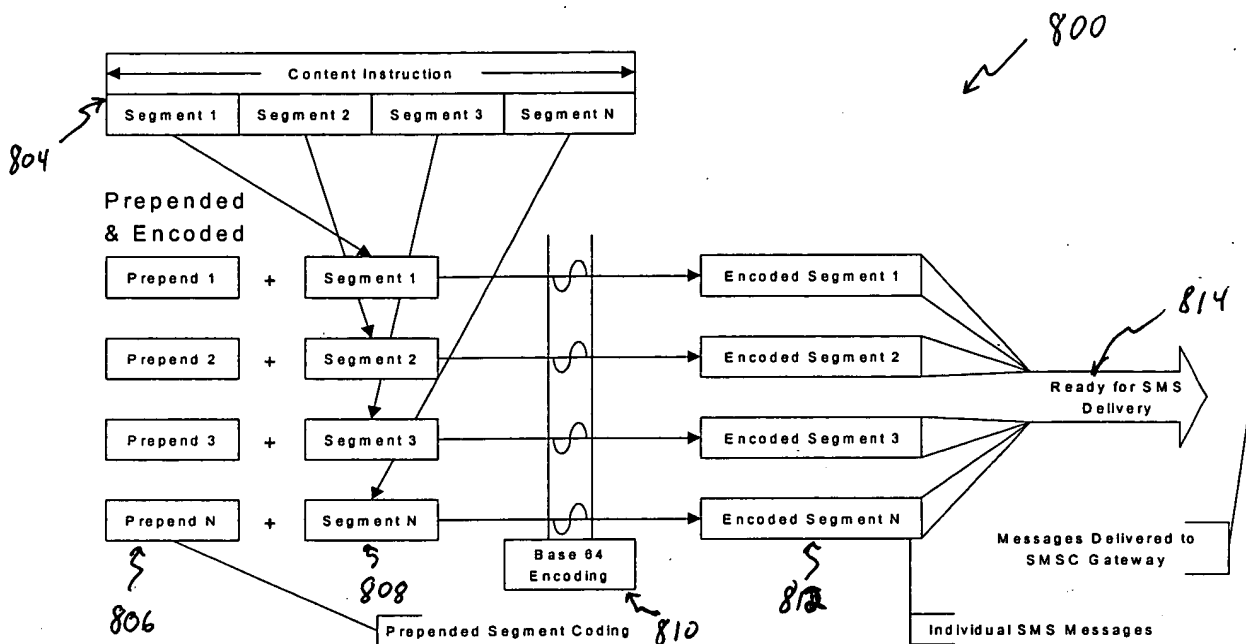 800
Content Instruction
Segment 1 Segment 2 Segment 3 Segment N
804
Prepended
& Encoded
Prepend 1 + Segment 1 Encoded Segment 1
814
Prepend 2 + Segment 2 Encoded Segment 2
Ready for SMS
Delivery
Prepend 3 + Segment 3 Encoded Segment 3
Prepend N + Segment N Encoded Segment N
Base 64
Encoding
Messages Delivered to
SMSC Gateway
806
808
810
812
Prepended Segment Coding
Individual SMS Messages